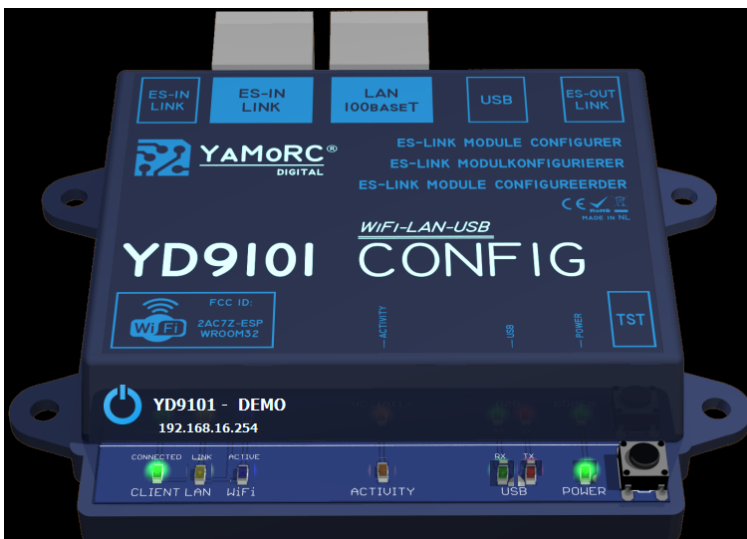 ES-IN
LINK
ES-IN
LINK
LAN
100BASET
USB
ES-OUT
LINK
YAMORC®
DIGITAL
ES-LINK MODULE CONFIGURER
ES-LINK MODULKONFIGURIERER
ES-LINK MODULE CONFIGUREERDER
CE RoHS
MADE IN NL
WIFI-LAN-USB
YD9101 CONFIG
WiFi
FCC ID:
2AC7Z-ESP
WROOM32
ACTIVITY
USB
POWER
TST
YD9101 - DEMO
192.168.16.254
CONNECTED LINK ACTIVE
RX TX
CLIENT LAN WiFi ACTIVITY USB POWER